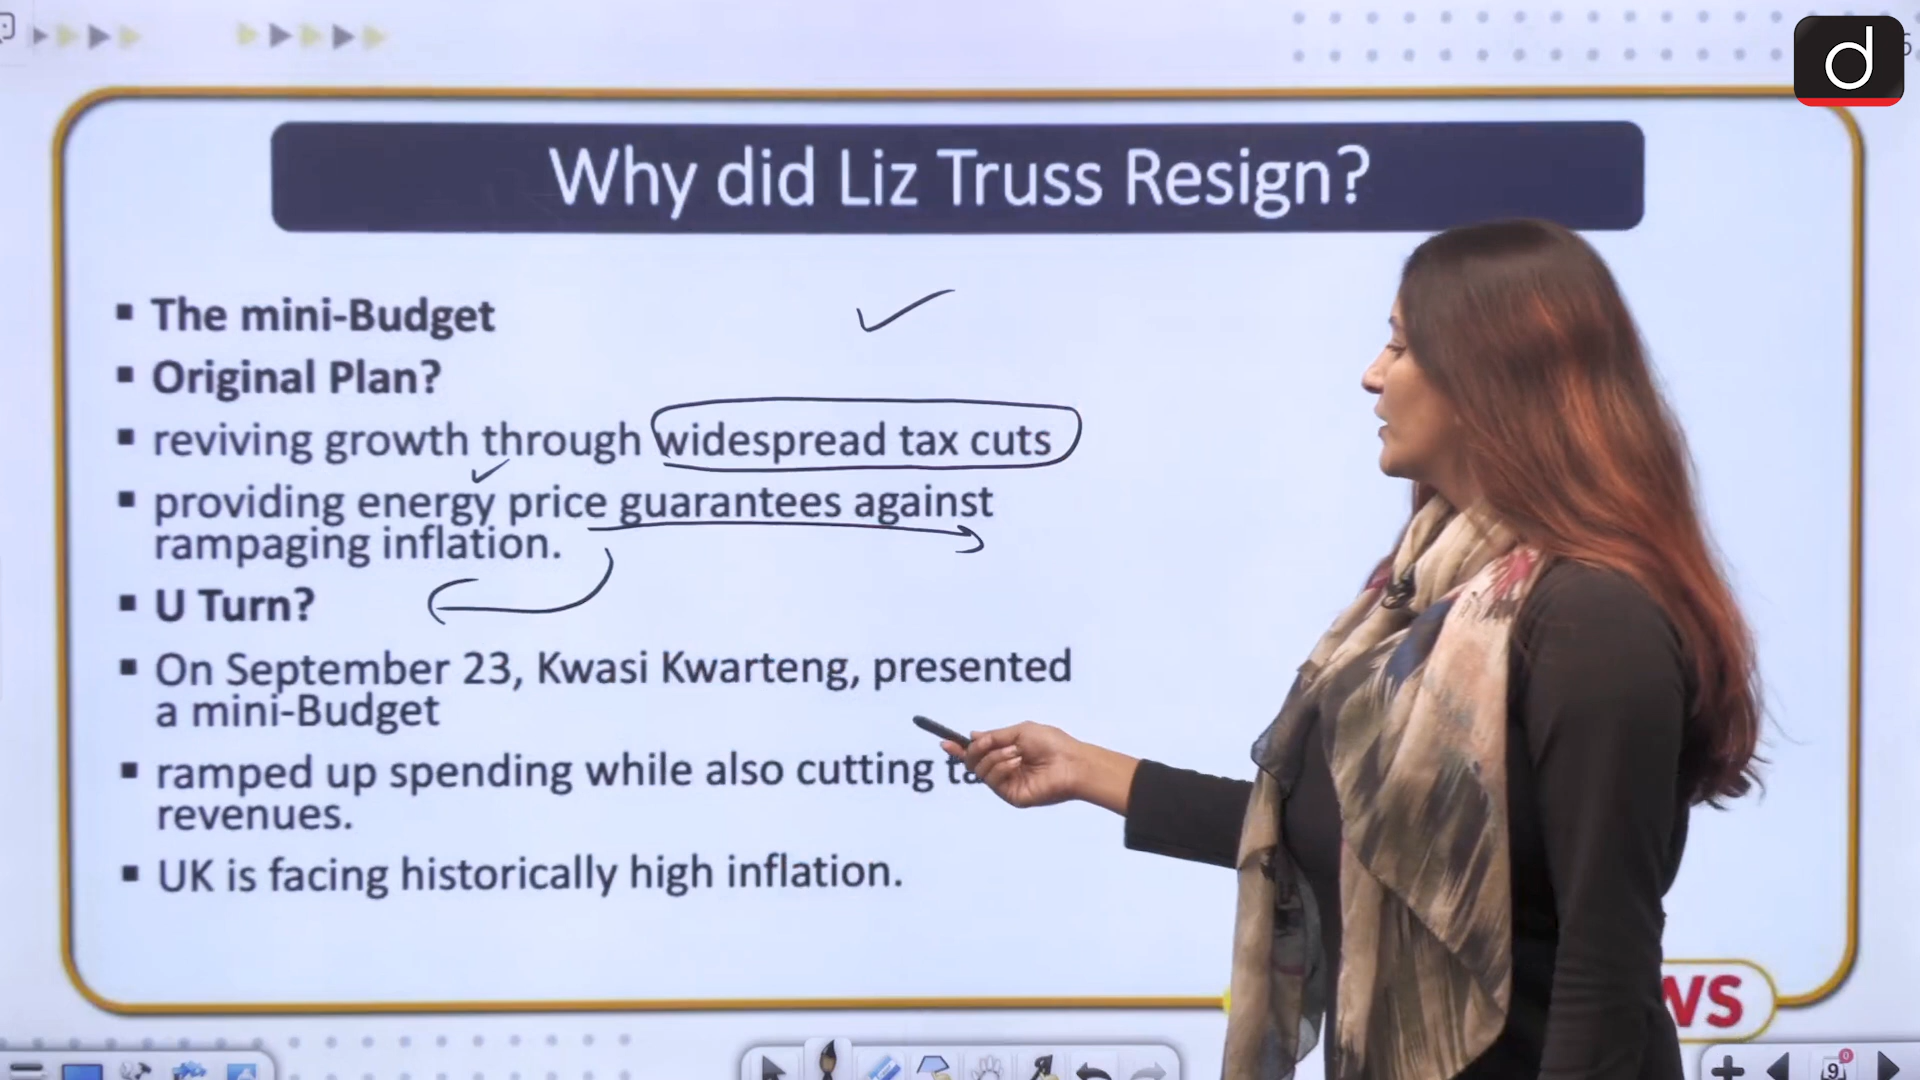 d
Why did Liz Truss Resign?
The mini-Budget
Original Plan?
reviving growth through widespread tax cuts
providing energy price guarantees against
rampaging inflation.
U Turn?
On September 23, Kwasi Kwarteng, presented
a mini-Budget
ramped up spending while also cutting
revenues.
UK is facing historically high inflation.
9
0